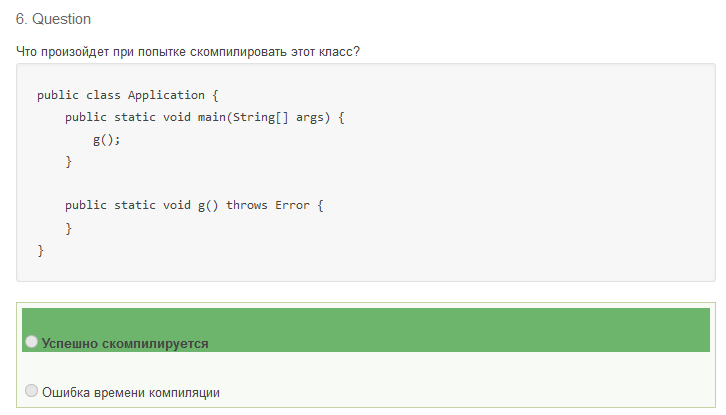 6. Question
Что произойдет при попытке скомпилировать этот класс?
public class Application {
    public static void main(String[] args) {
        g();
    }

    public static void g() throws Error {
    }
}
Успешно скомпилируется
Ошибка времени компиляции